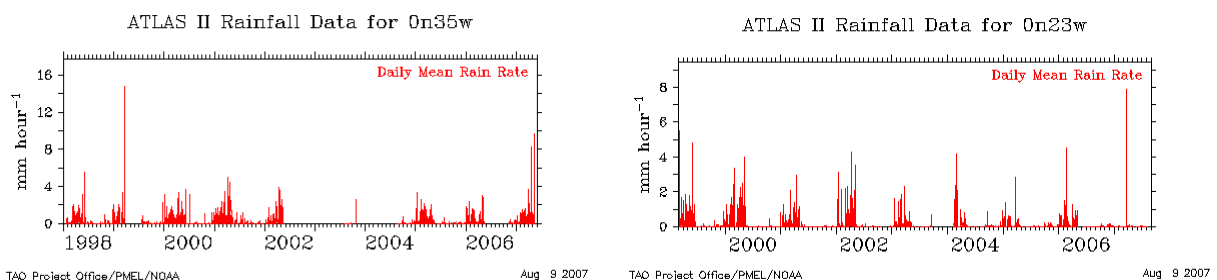 ATLAS II Rainfall Data for 0n35w
Daily Mean Rain Rate
mm hour⁻¹
16
12
8
4
0
1998 2000 2002 2004 2006
TAO Project Office/PMEL/NOAA Aug 9 2007
ATLAS II Rainfall Data for 0n23w
Daily Mean Rain Rate
mm hour⁻¹
8
6
4
2
0
2000 2002 2004 2006
TAO Project Office/PMEL/NOAA Aug 9 2007